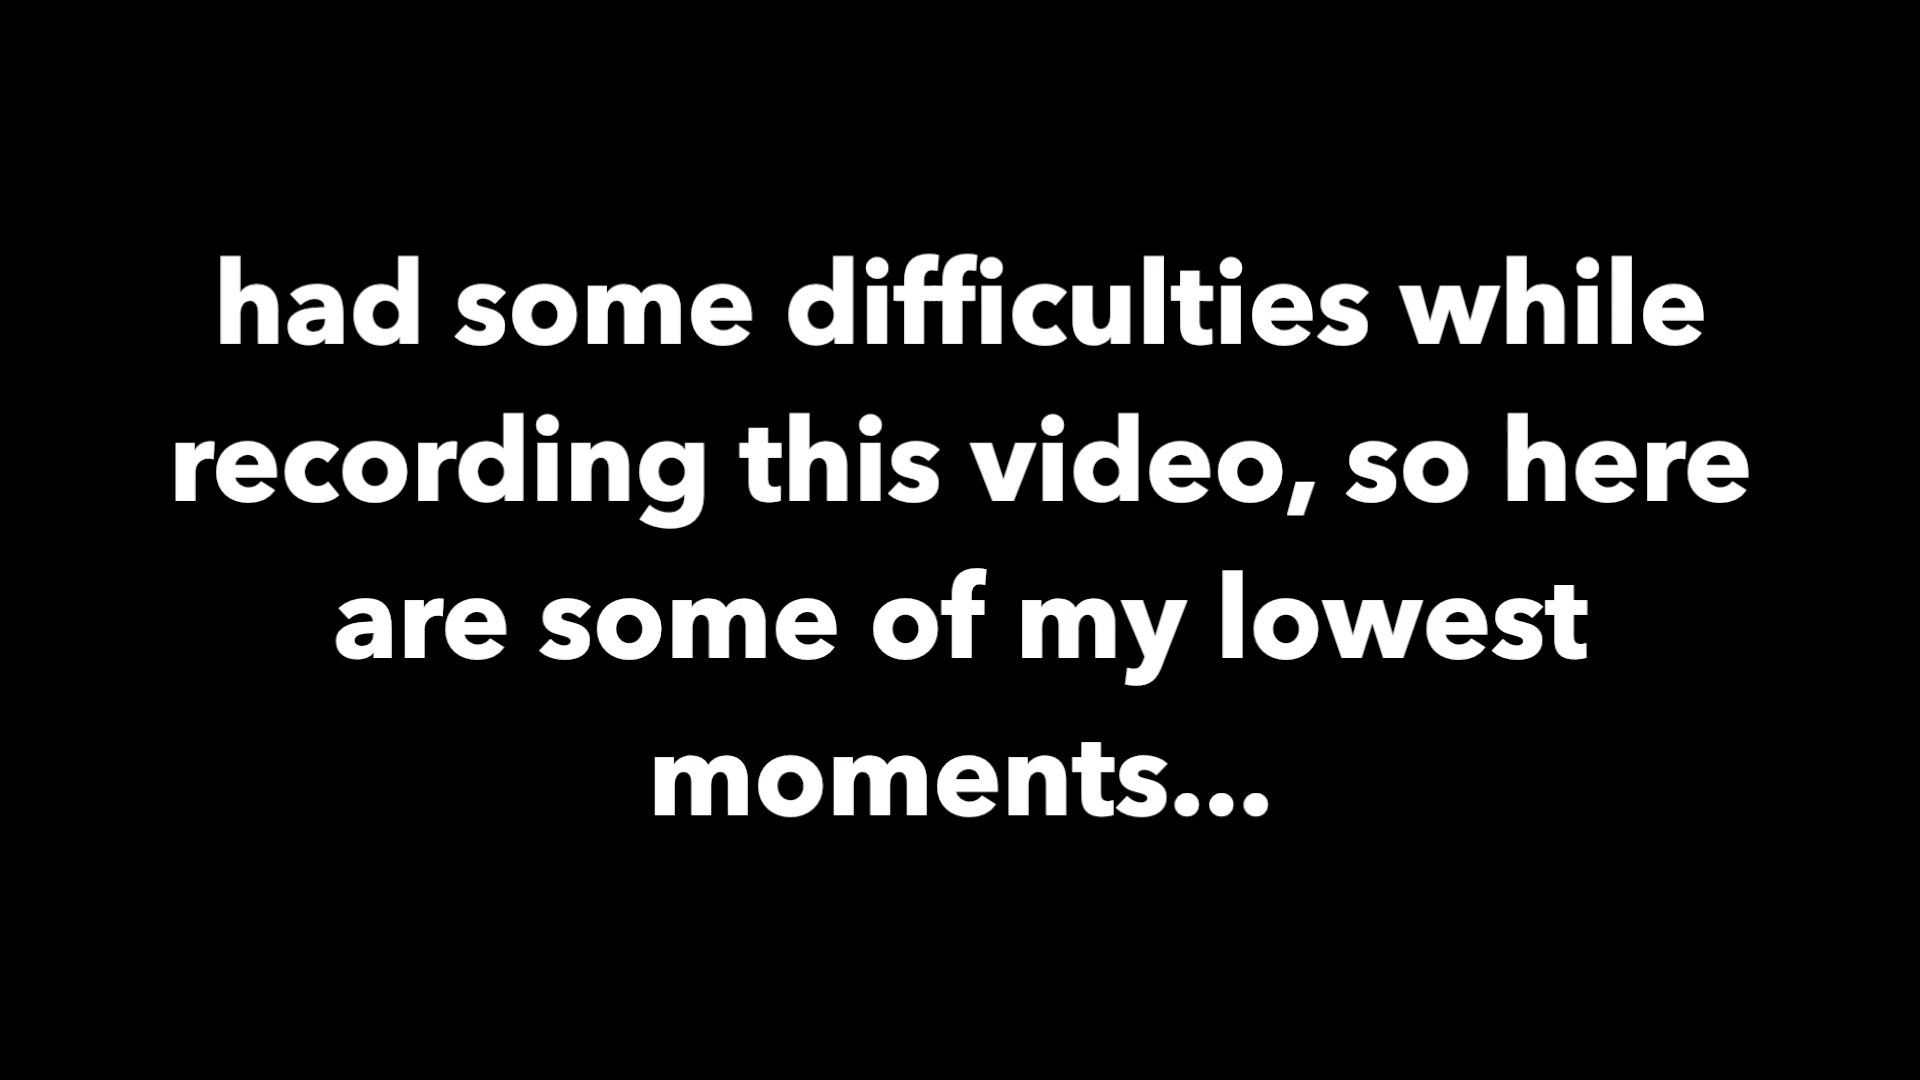 had some difficulties while
recording this video, so here
are some of my lowest
moments...